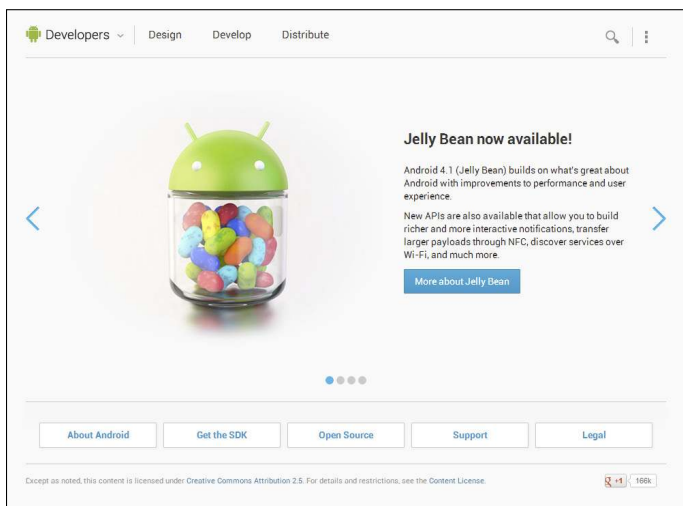 Developers Design Develop Distribute
Jelly Bean now available!
Android 4.1 (Jelly Bean) builds on what's great about
Android with improvements to performance and user
experience.
New APIs are also available that allow you to build
richer and more interactive notifications, transfer
larger payloads through NFC, discover services over
Wi-Fi, and much more.
More about Jelly Bean
About Android Get the SDK Open Source Support Legal
Except as noted, this content is licensed under Creative Commons Attribution 2.5. For details and restrictions, see the Content License. +1 166k